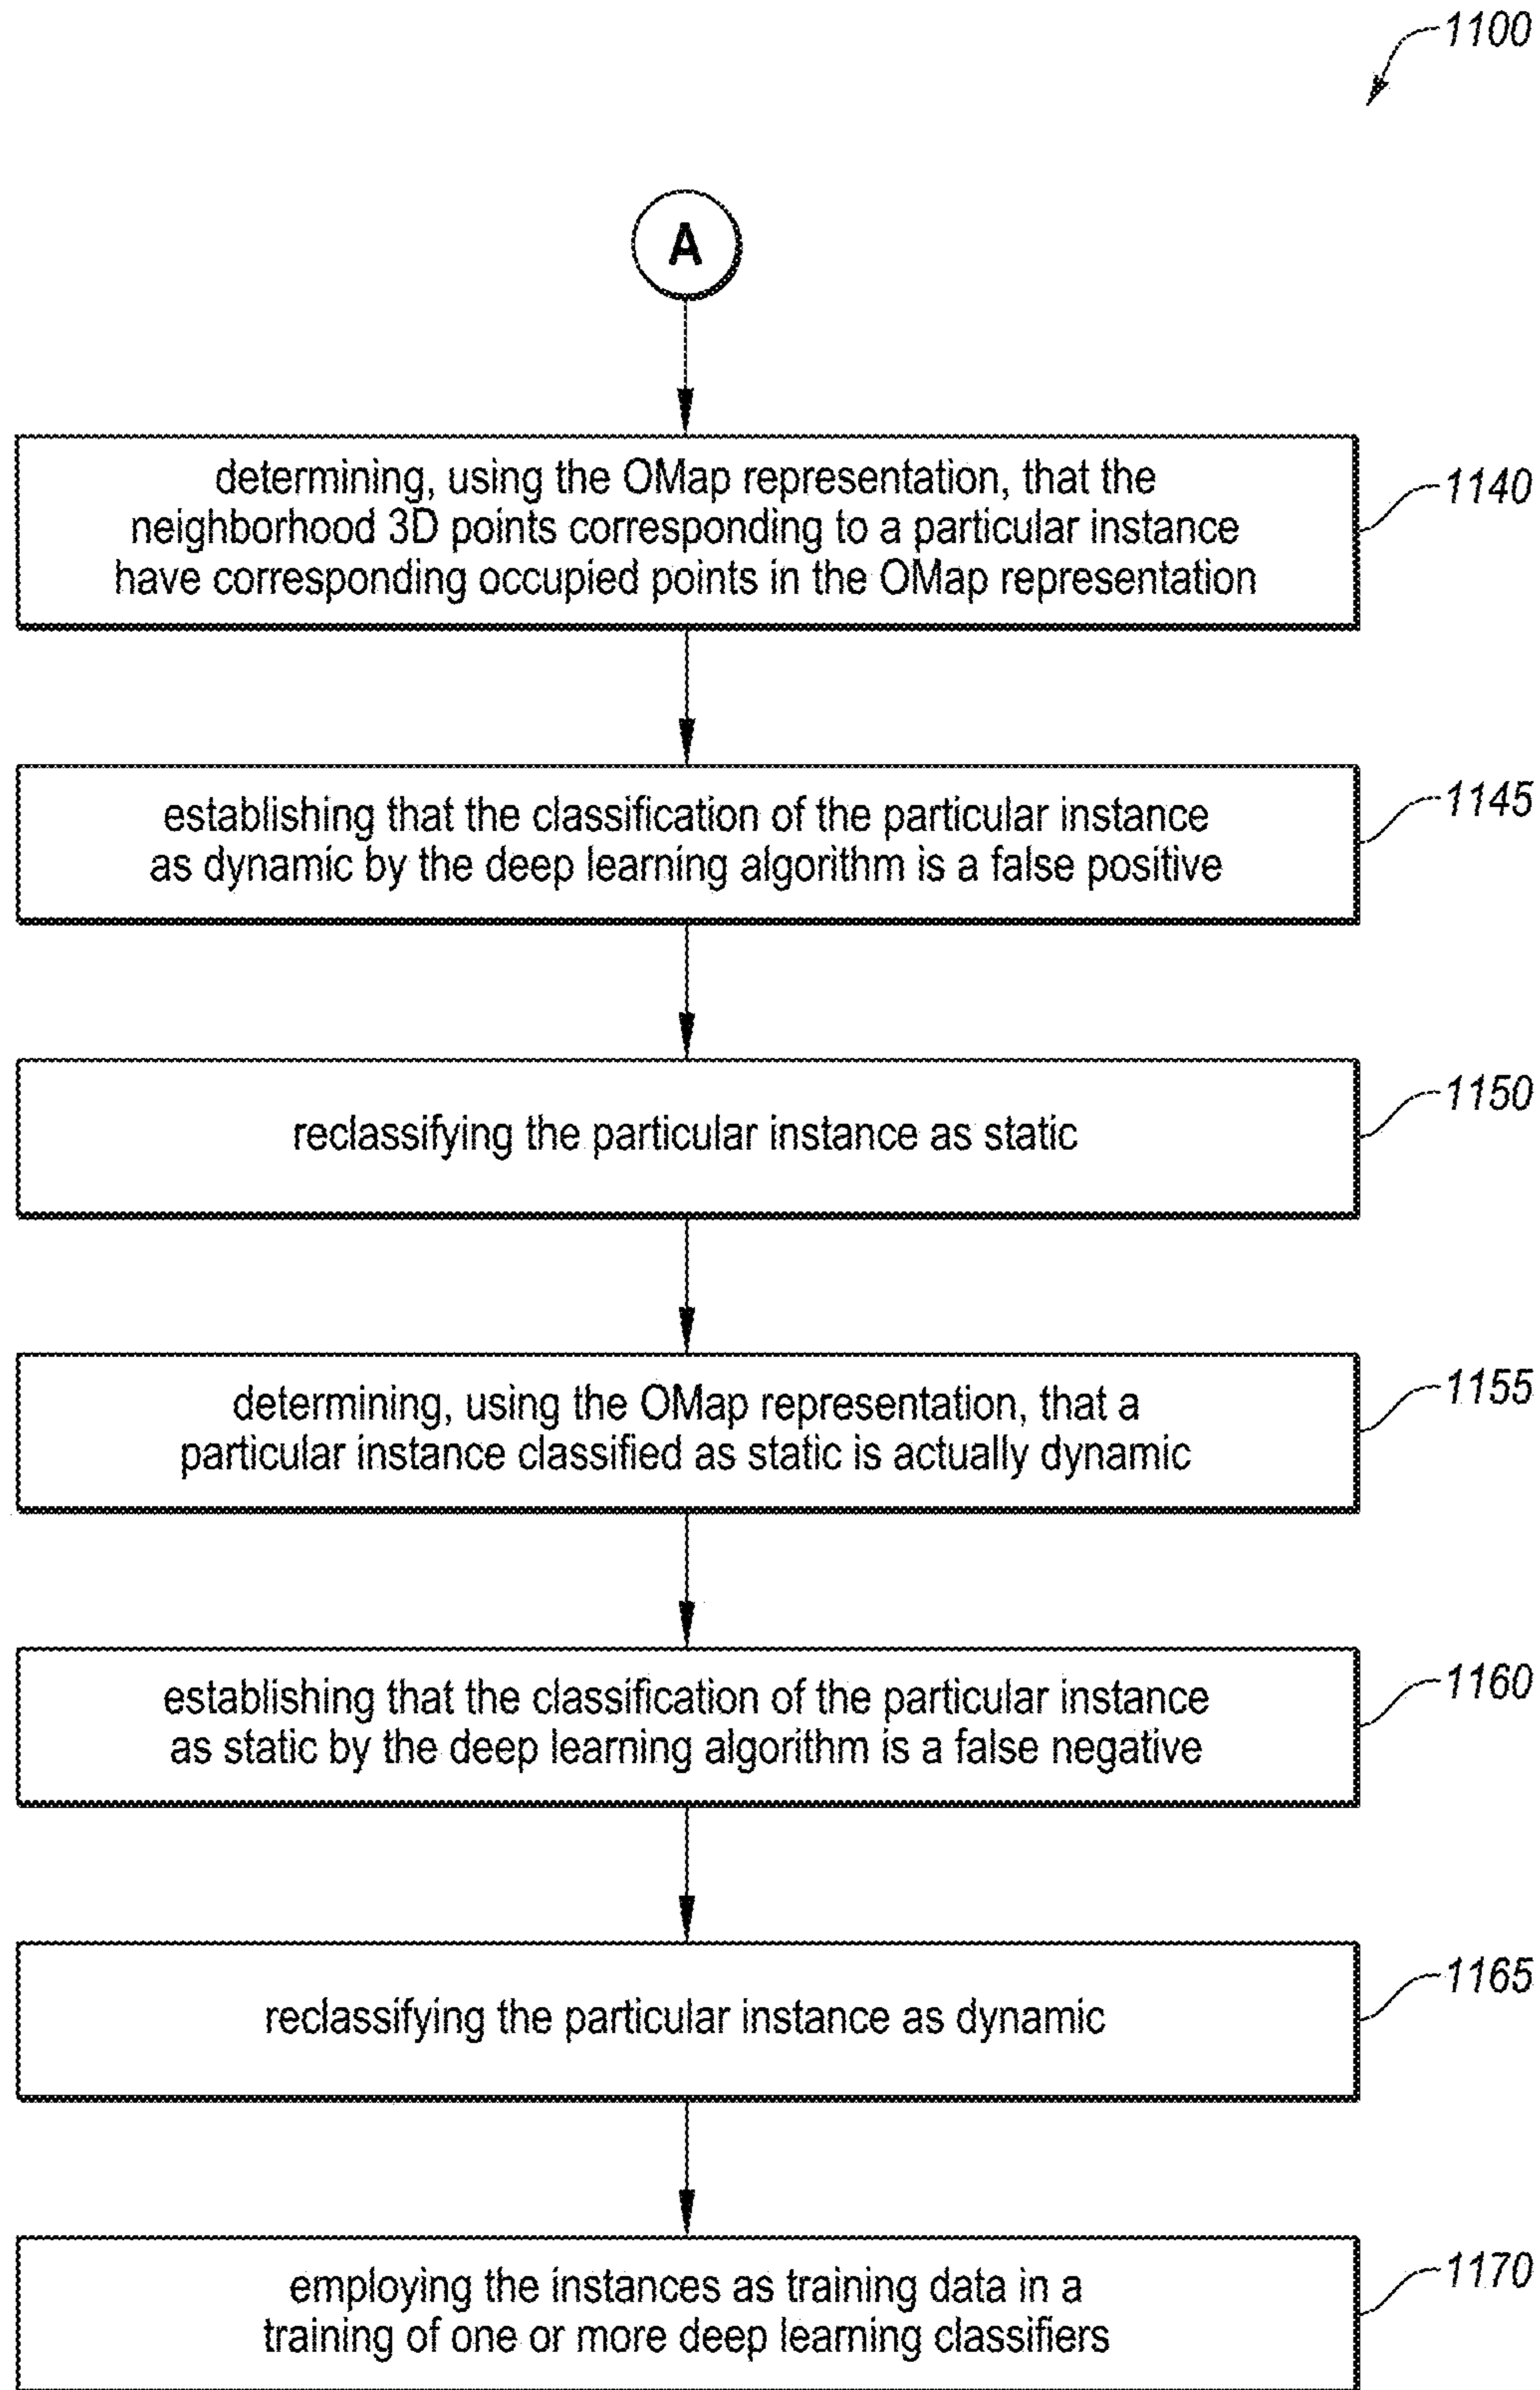 1100
A
determining, using the OMap representation, that the
neighborhood 3D points corresponding to a particular instance
have corresponding occupied points in the OMap representation
1140
establishing that the classification of the particular instance
as dynamic by the deep learning algorithm is a false positive
1145
reclassifying the particular instance as static
1150
determining, using the OMap representation, that a
particular instance classified as static is actually dynamic
1155
establishing that the classification of the particular instance
as static by the deep learning algorithm is a false negative
1160
reclassifying the particular instance as dynamic
1165
employing the instances as training data in a
training of one or more deep learning classifiers
1170